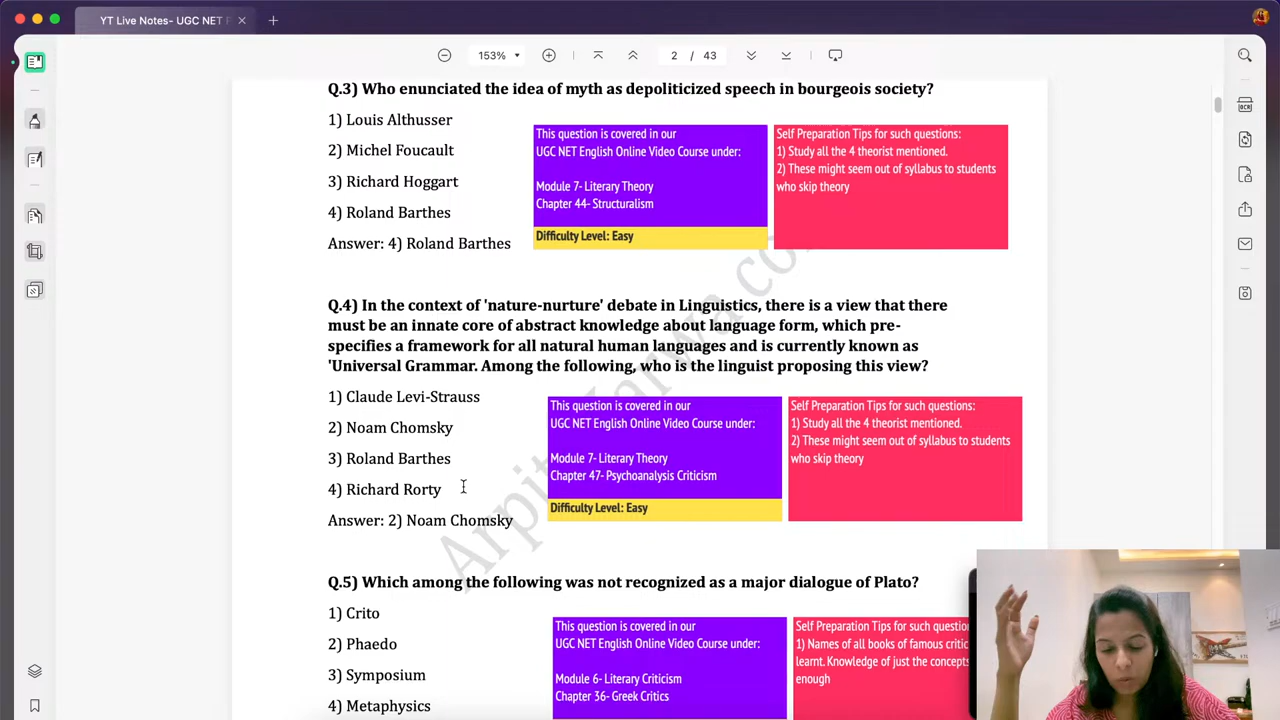 YT Live Notes- UGC NET
153%
2 / 43
Q.3) Who enunciated the idea of myth as depoliticized speech in bourgeois society?
1) Louis Althusser
2) Michel Foucault
3) Richard Hoggart
4) Roland Barthes
Answer: 4) Roland Barthes
This question is covered in our
UGC NET English Online Video Course under:
Module 7- Literary Theory
Chapter 44- Structuralism
Difficulty Level: Easy
Self Preparation Tips for such questions:
1) Study all the 4 theorist mentioned.
2) These might seem out of syllabus to students
who skip theory
Q.4) In the context of 'nature-nurture' debate in Linguistics, there is a view that there
must be an innate core of abstract knowledge about language form, which pre-
specifies a framework for all natural human languages and is currently known as
'Universal Grammar. Among the following, who is the linguist proposing this view?
1) Claude Levi-Strauss
2) Noam Chomsky
3) Roland Barthes
4) Richard Rorty
Answer: 2) Noam Chomsky
This question is covered in our
UGC NET English Online Video Course under:
Module 7- Literary Theory
Chapter 47- Psychoanalysis Criticism
Difficulty Level: Easy
Self Preparation Tips for such questions:
1) Study all the 4 theorist mentioned.
2) These might seem out of syllabus to students
who skip theory
Q.5) Which among the following was not recognized as a major dialogue of Plato?
1) Crito
2) Phaedo
3) Symposium
4) Metaphysics
This question is covered in our
UGC NET English Online Video Course under:
Module 6- Literary Criticism
Chapter 36- Greek Critics
Self Preparation Tips for such
1) Names of all books of famous
learnt. Knowledge of just the
enough